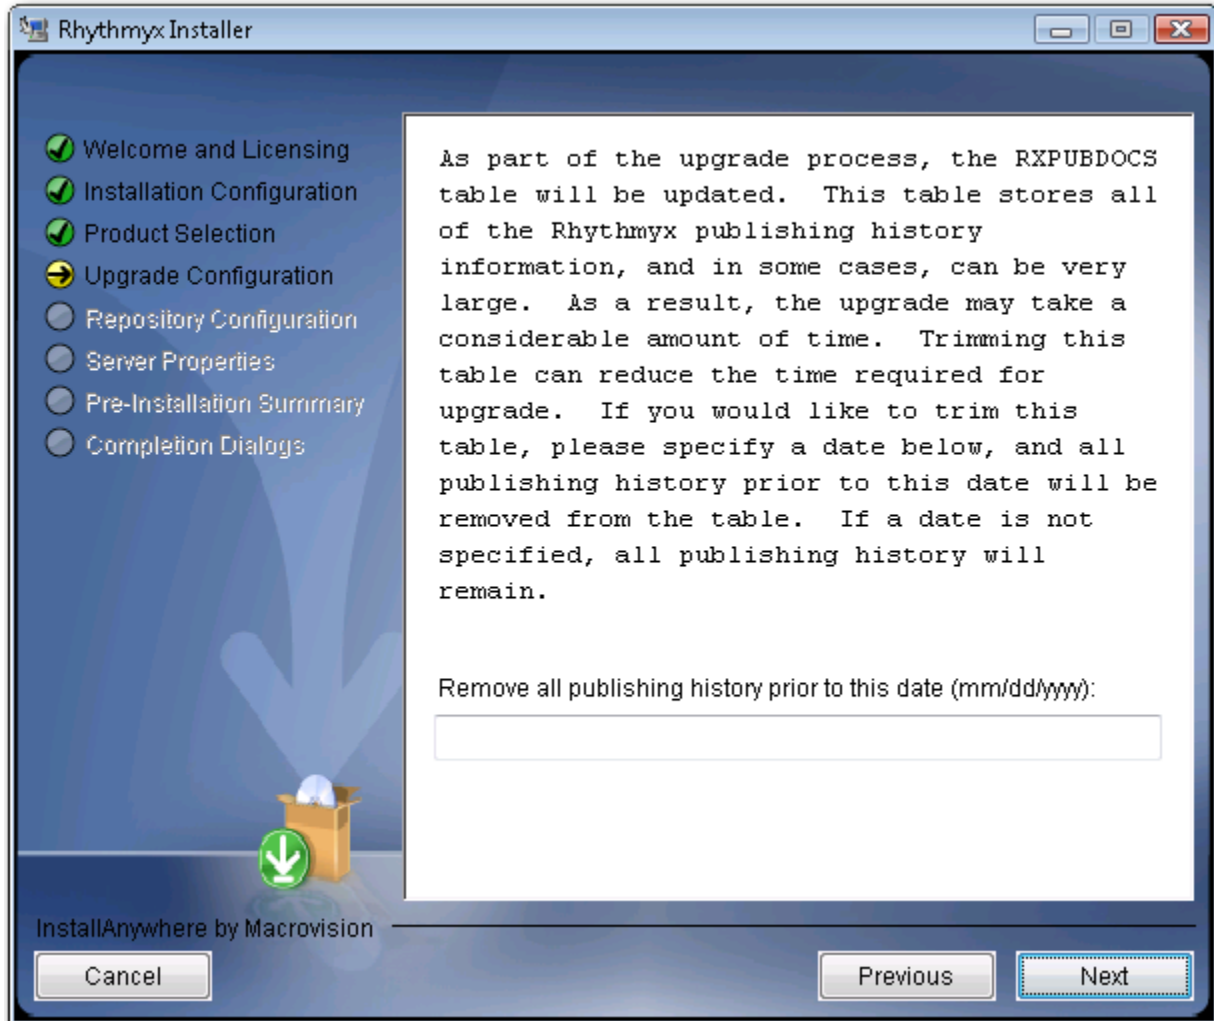 Rhythmyx Installer
Welcome and Licensing
Installation Configuration
Product Selection
Upgrade Configuration
Repository Configuration
Server Properties
Pre-Installation Summary
Completion Dialogs
As part of the upgrade process, the RXPUBDOCS
table will be updated.  This table stores all
of the Rhythmyx publishing history
information, and in some cases, can be very
large.  As a result, the upgrade may take a
considerable amount of time.  Trimming this
table can reduce the time required for
upgrade.  If you would like to trim this
table, please specify a date below, and all
publishing history prior to this date will be
removed from the table.  If a date is not
specified, all publishing history will
remain.
Remove all publishing history prior to this date (mm/dd/yyyy):
InstallAnywhere by Macrovision
Cancel
Previous
Next